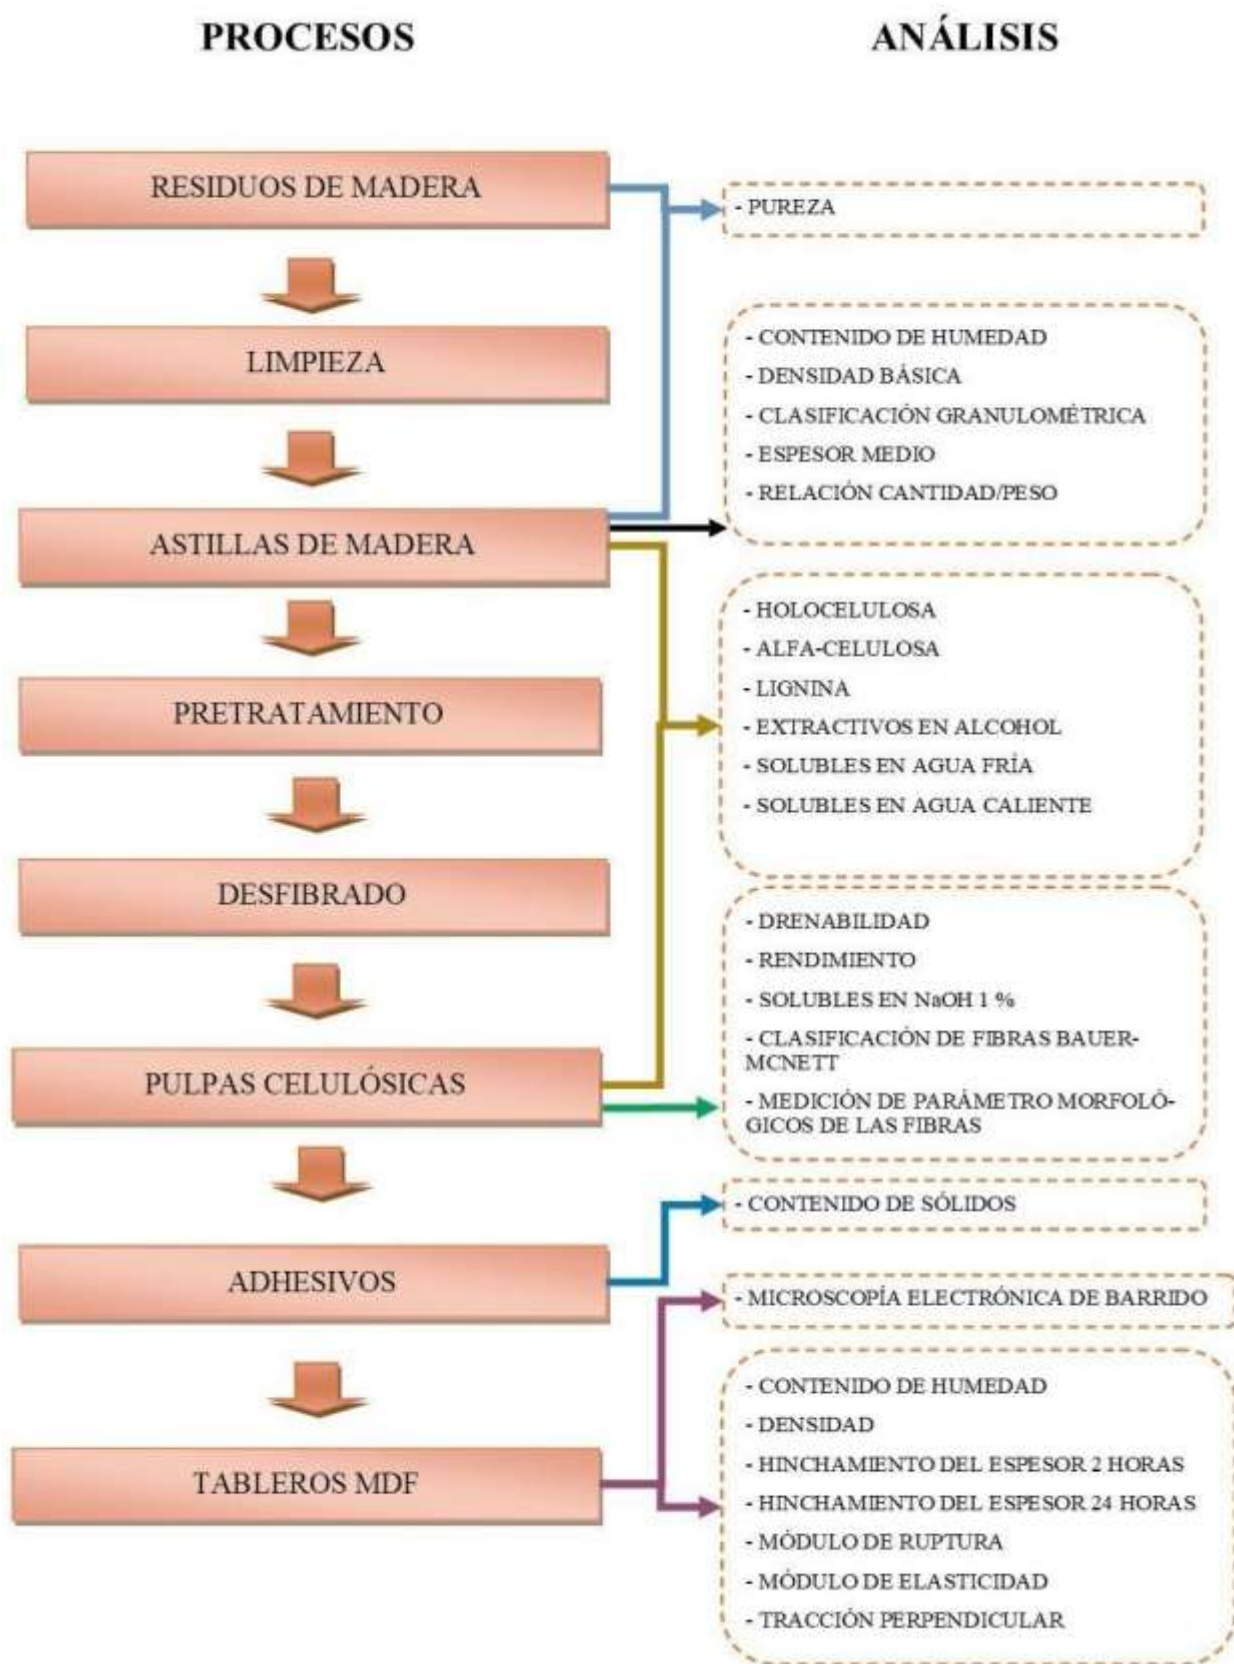 PROCESOS
ANÁLISIS
RESIDUOS DE MADERA
- PUREZA
LIMPIEZA
- CONTENIDO DE HUMEDAD
- DENSIDAD BÁSICA
- CLASIFICACIÓN GRANULOMÉTRICA
- ESPESOR MEDIO
- RELACIÓN CANTIDAD/PESO
ASTILLAS DE MADERA
- HOLOCELULOSA
- ALFA-CELULOSA
- LIGNINA
- EXTRACTIVOS EN ALCOHOL
- SOLUBLES EN AGUA FRÍA
- SOLUBLES EN AGUA CALIENTE
PRETRATAMIENTO
DESFIBRADO
- DRENABILIDAD
- RENDIMIENTO
- SOLUBLES EN NaOH 1 %
- CLASIFICACIÓN DE FIBRAS BAUER-
MCNETT
- MEDICIÓN DE PARÁMETRO MORFOLÓ-
GICOS DE LAS FIBRAS
PULPAS CELULÓSICAS
- CONTENIDO DE SÓLIDOS
ADHESIVOS
- MICROSCOPÍA ELECTRÓNICA DE BARRIDO
- CONTENIDO DE HUMEDAD
- DENSIDAD
- HINCHAMIENTO DEL ESPESOR 2 HORAS
- HINCHAMIENTO DEL ESPESOR 24 HORAS
- MÓDULO DE RUPTURA
- MÓDULO DE ELASTICIDAD
- TRACCIÓN PERPENDICULAR
TABLEROS MDF